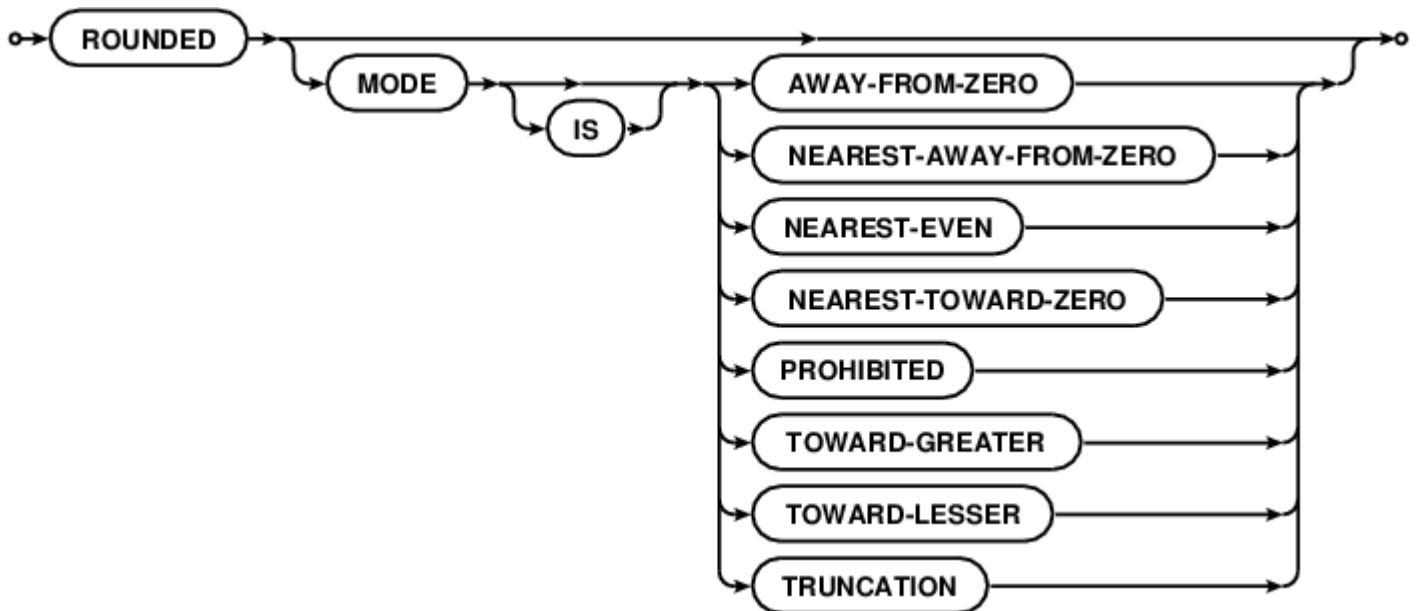 ROUNDED
MODE
IS
AWAY-FROM-ZERO
NEAREST-AWAY-FROM-ZERO
NEAREST-EVEN
NEAREST-TOWARD-ZERO
PROHIBITED
TOWARD-GREATER
TOWARD-LESSER
TRUNCATION